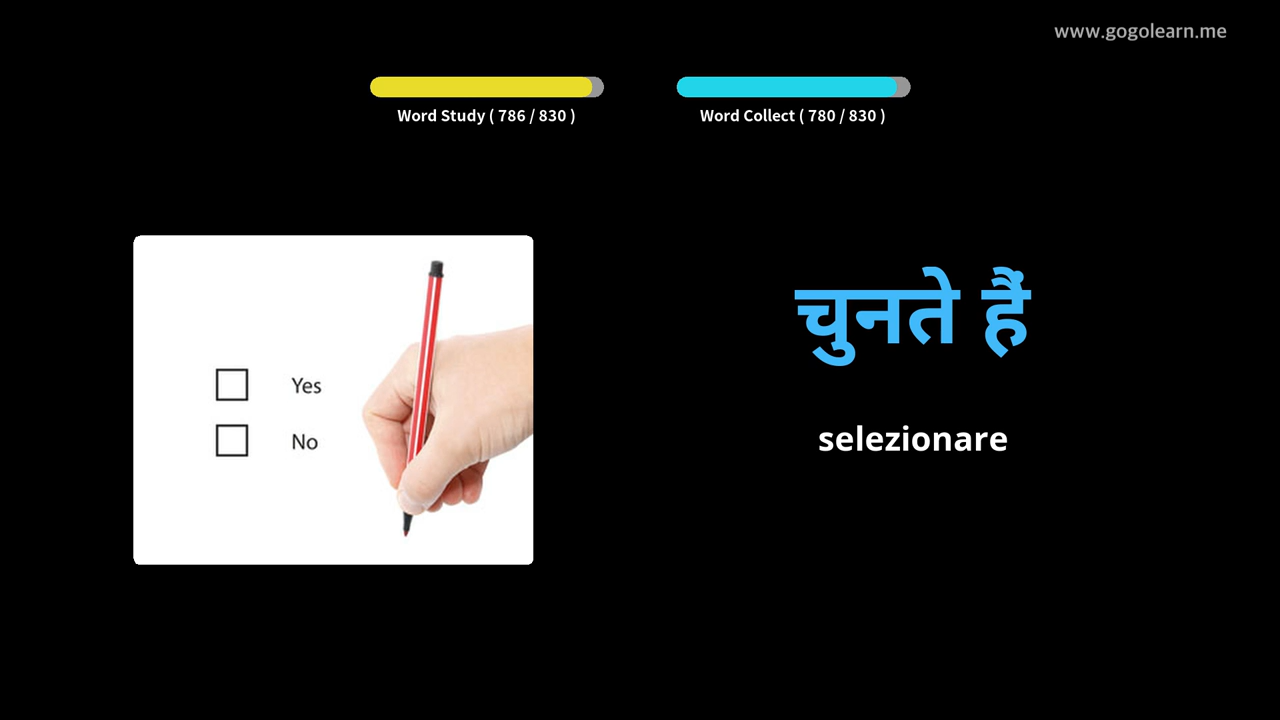 www.gogolearn.me
Word Study ( 786 / 830 )
Word Collect ( 780 / 830 )
Yes
No
चुनते हैं
selezionare